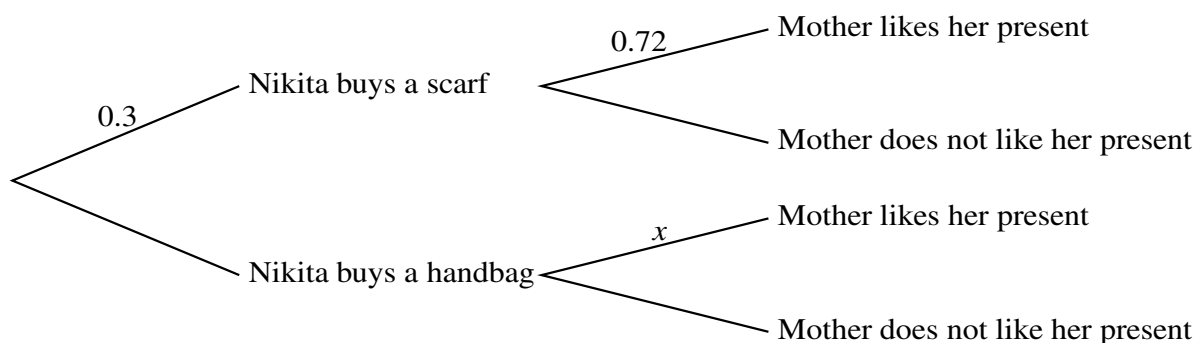 Mother likes her present
0.72
Nikita buys a scarf
0.3
Mother does not like her present
Mother likes her present
x
Nikita buys a handbag
Mother does not like her present